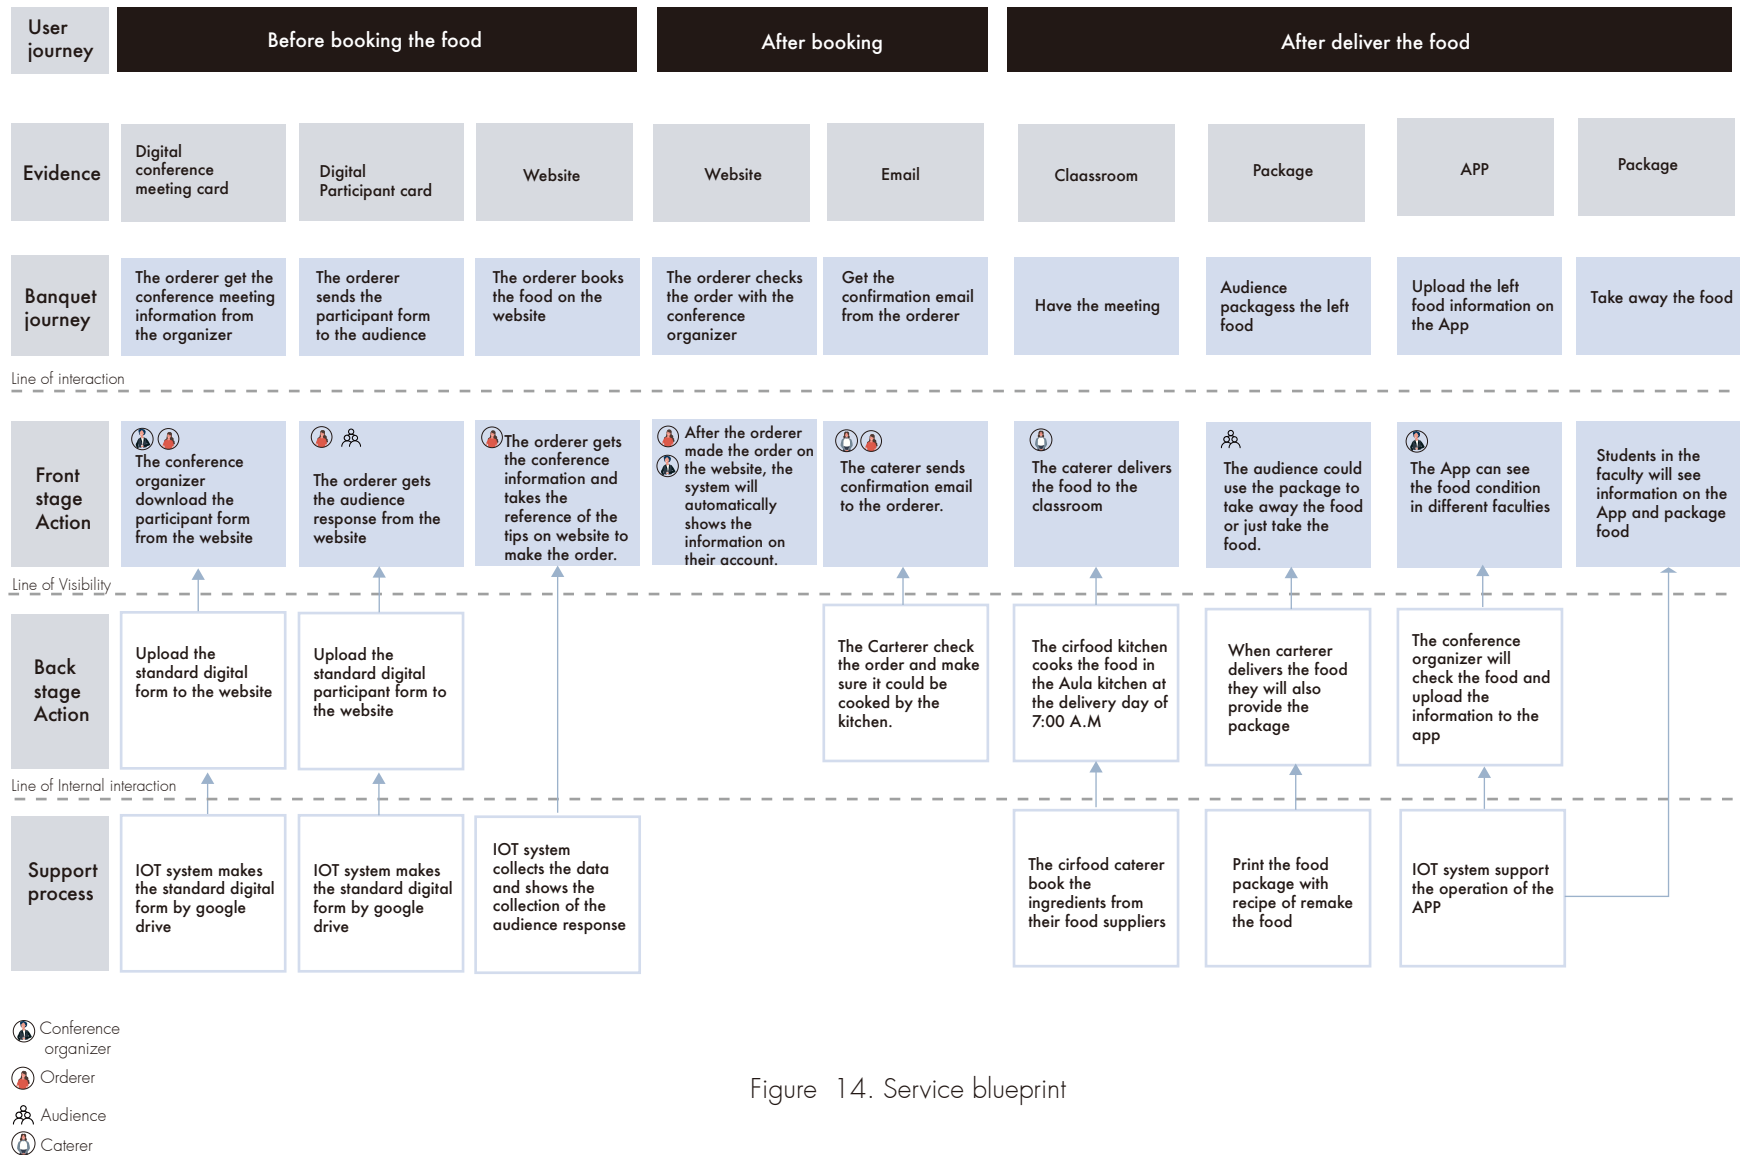 User
journey
Before booking the food
After booking
After deliver the food
Evidence
Digital
conference
meeting card
Digital
Participant card
Website
Website
Email
Claassroom
Package
APP
Package
Banquet
journey
The orderer get the
conference meeting
information from
the organizer
The orderer
sends the
participant form
to the audience
The orderer books
the food on the
website
The orderer checks
the order with the
conference
organizer
Get the
confirmation email
from the orderer
Have the meeting
Audience
packagess the left
food
Upload the left
food information on
the App
Take away the food
Line of interaction
Front
stage
Action
The conference
organizer
download the
participant form
from the website
The orderer gets
the audience
response from the
website
The orderer gets
the conference
information and
takes the
reference of the
tips on website to
make the order.
After the orderer
made the order on
the website, the
system will
automatically
shows the
information on
their account.
The caterer sends
confirmation email
to the orderer.
The caterer delivers
the food to the
classroom
The audience could
use the package to
take away the food
or just take the
food.
The App can see
the food condition
in different faculties
Students in the
faculty will see
information on the
App and package
food
Line of Visibility
Back
stage
Action
Upload the
standard digital
form to the website
Upload the
standard digital
participant form to
the website
The Carterer check
the order and make
sure it could be
cooked by the
kitchen.
The cirfood kitchen
cooks the food in
the Aula kitchen at
the delivery day of
7:00 A.M
When carterer
delivers the food
they will also
provide the
package
The conference
organizer will
check the food and
upload the
information to the
app
Line of Internal interaction
Support
process
IOT system makes
the standard digital
form by google
drive
IOT system makes
the standard digital
form by google
drive
IOT system
collects the data
and shows the
collection of the
audience response
The cirfood caterer
book the
ingredients from
their food suppliers
Print the food
package with
recipe of remake
the food
IOT system support
the operation of the
APP
Conference
organizer
Orderer
Audience
Caterer
Figure 14. Service blueprint